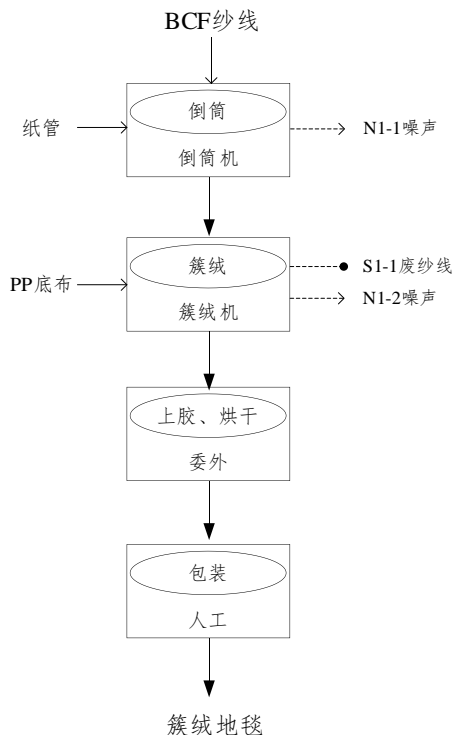 BCF纱线
倒筒
纸管
N1-1噪声
倒筒机
簇绒
S1-1废纱线
PP底布
N1-2噪声
簇绒机
上胶、烘干
委外
包装
人工
簇绒地毯